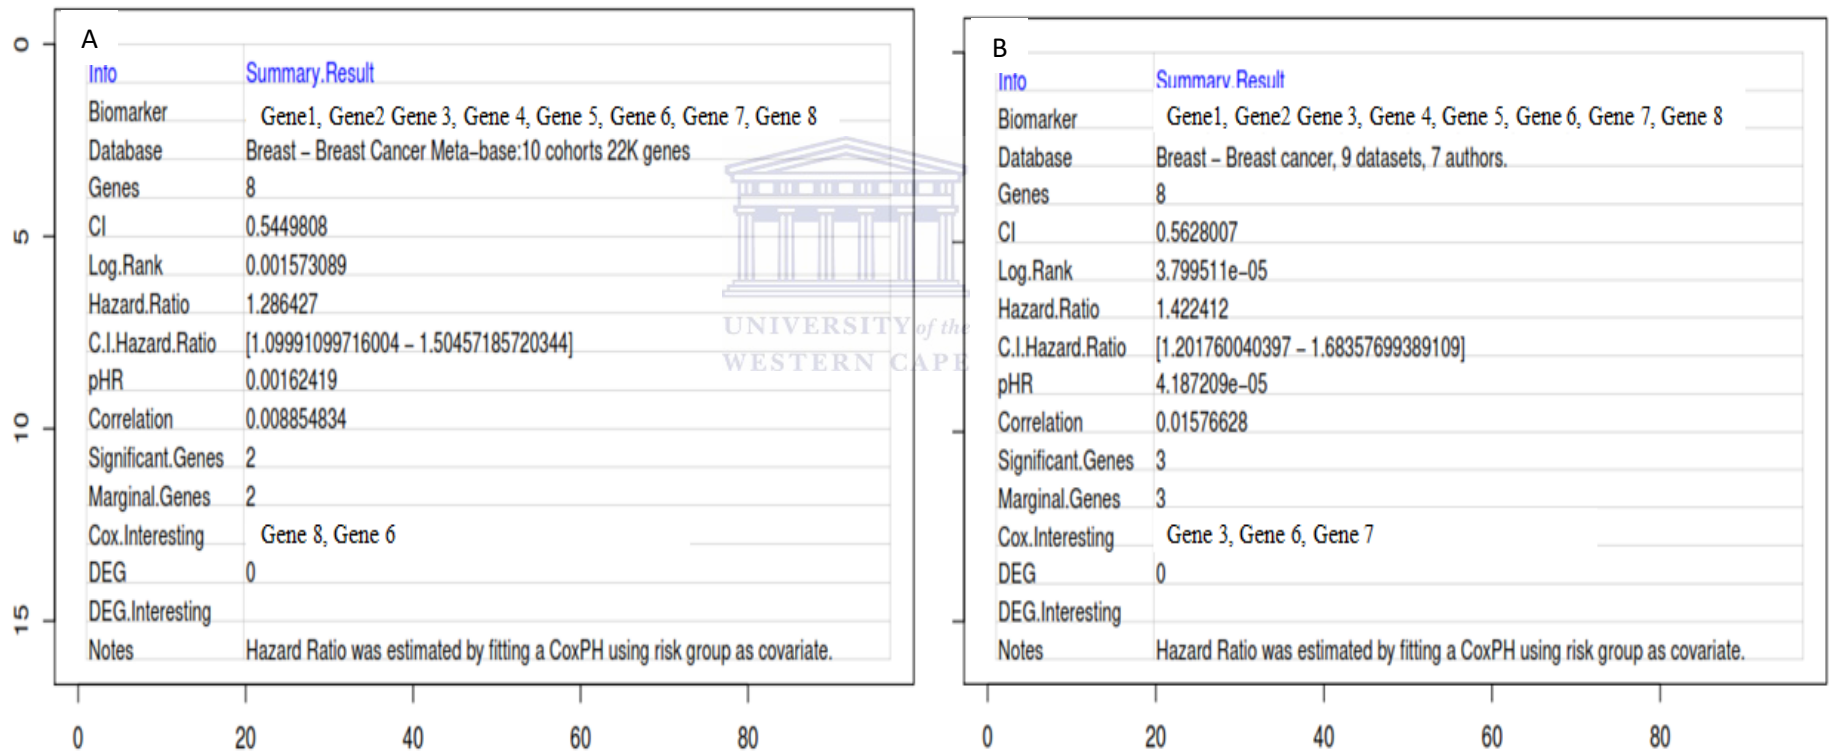 A
Info Summary.Result
Biomarker Gene1, Gene2 Gene 3, Gene 4, Gene 5, Gene 6, Gene 7, Gene 8
Database Breast – Breast Cancer Meta–base:10 cohorts 22K genes
Genes 8
CI 0.5449808
Log.Rank 0.001573089
Hazard.Ratio 1.286427
C.I.Hazard.Ratio [1.09991099716004 – 1.50457185720344]
pHR 0.00162419
Correlation 0.008854834
Significant.Genes 2
Marginal.Genes 2
Cox.Interesting Gene 8, Gene 6
DEG 0
DEG.Interesting
Notes Hazard Ratio was estimated by fitting a CoxPH using risk group as covariate.
0
5
10
15
0 20 40 60 80
UNIVERSITY of the
WESTERN CAPE
B
Info Summary.Result
Biomarker Gene1, Gene2 Gene 3, Gene 4, Gene 5, Gene 6, Gene 7, Gene 8
Database Breast – Breast cancer, 9 datasets, 7 authors.
Genes 8
CI 0.5628007
Log.Rank 3.799511e–05
Hazard.Ratio 1.422412
C.I.Hazard.Ratio [1.201760040397 – 1.68357699389109]
pHR 4.187209e–05
Correlation 0.01576628
Significant.Genes 3
Marginal.Genes 3
Cox.Interesting Gene 3, Gene 6, Gene 7
DEG 0
DEG.Interesting
Notes Hazard Ratio was estimated by fitting a CoxPH using risk group as covariate.
0 20 40 60 80